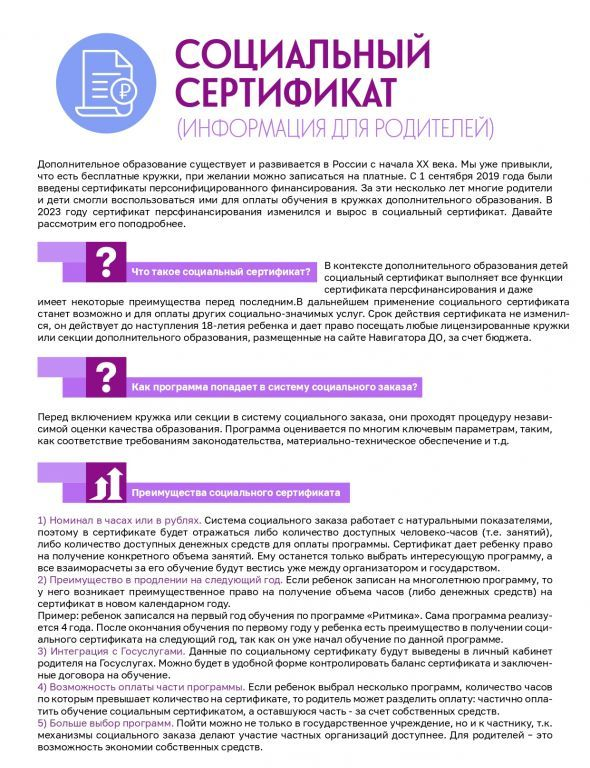 СОЦИАЛЬНЫЙ
СЕРТИФИКАТ
(ИНФОРМАЦИЯ ДЛЯ РОДИТЕЛЕЙ)
Дополнительное образование существует и развивается в России с начала ХХ века. Мы уже привыкли,
что есть бесплатные кружки, при желании можно записаться на платные. С 1 сентября 2019 года были
введены сертификаты персонифицированного финансирования. За эти несколько лет многие родители
и дети смогли воспользоваться ими для оплаты обучения в кружках дополнительного образования. В
2023 году сертификат персфинансирования изменился и вырос в социальный сертификат. Давайте
рассмотрим его поподробнее.
?
Что такое социальный сертификат?
В контексте дополнительного образования детей
социальный сертификат выполняет все функции
сертификата персфинансирования и даже
имеет некоторые преимущества перед последним.В дальнейшем применение социального сертификата
станет возможно и для оплаты других социально-значимых услуг. Срок действия сертификата не изменил-
ся, он действует до наступления 18-летия ребенка и дает право посещать любые лицензированные кружки
или секции дополнительного образования, размещенные на сайте Навигатора ДО, за счет бюджета.
?
Как программа попадает в систему социального заказа?
Перед включением кружка или секции в систему социального заказа, они проходят процедуру незави-
симой оценки качества образования. Программа оценивается по многим ключевым параметрам, таким,
как соответствие требованиям законодательства, материально-техническое обеспечение и т.д.
Преимущества социального сертификата
1) Номинал в часах или в рублях. Система социального заказа работает с натуральными показателями,
поэтому в сертификате будет отражаться либо количество доступных человеко-часов (т.е. занятий),
либо количество доступных денежных средств для оплаты программы. Сертификат дает ребенку право
на получение конкретного объема занятий. Ему останется только выбрать интересующую программу, а
все взаиморасчеты за его обучение будут вестись уже между организатором и государством.
2) Преимущество в продлении на следующий год. Если ребенок записан на многолетнюю программу, то
у него возникает преимущественное право на получение объема часов (либо денежных средств) на
сертификат в новом календарном году.
Пример: ребенок записался на первый год обучения по программе «Ритмика». Сама программа реализу-
ется 4 года. После окончания обучения по первому году у ребенка есть преимущество в получении соци-
ального сертификата на следующий год, так как он уже начал обучение по данной программе.
3) Интеграция с Госуслугами. Данные по социальному сертификату будут выведены в личный кабинет
родителя на Госуслугах. Можно будет в удобной форме контролировать баланс сертификата и заключен-
ные договора на обучение.
4) Возможность оплаты части программы. Если ребенок выбрал несколько программ, количество часов
по которым превышает количество на сертификате, то родитель может разделить оплату: частично опла-
тить обучение социальным сертификатом, а оставшуюся часть - за счет собственных средств.
5) Больше выбор программ. Пойти можно не только в государственное учреждение, но и к частнику, т.к.
механизмы социального заказа делают участие частных организаций доступнее. Для родителей – это
возможность экономии собственных средств.